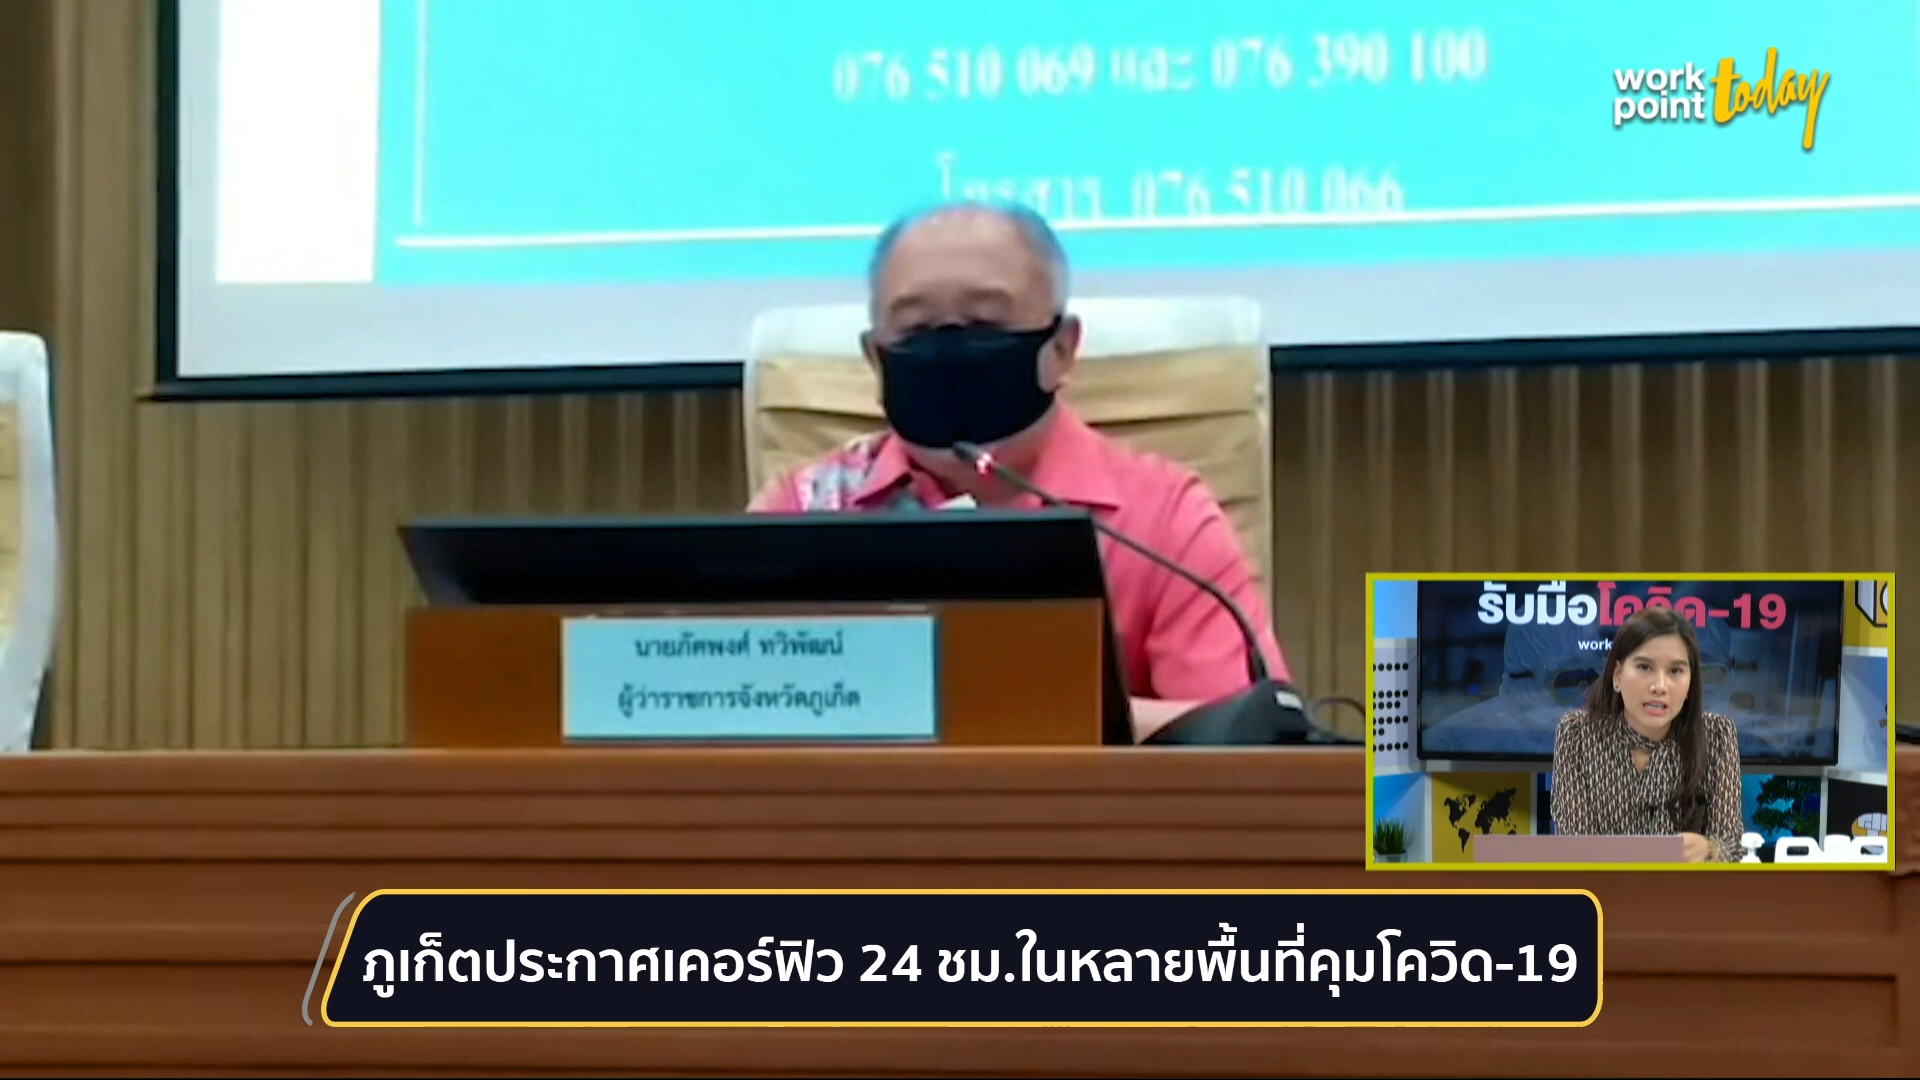 076 510 069 และ 076 390 100
โทรสาร 076 510 066
work
point today
นายภัคพงศ์ ทวิพัฒน์
ผู้ว่าราชการจังหวัดภูเก็ต
รับมือโควิด-19
work
ภูเก็ตประกาศเคอร์ฟิว 24 ชม.ในหลายพื้นที่คุมโควิด-19